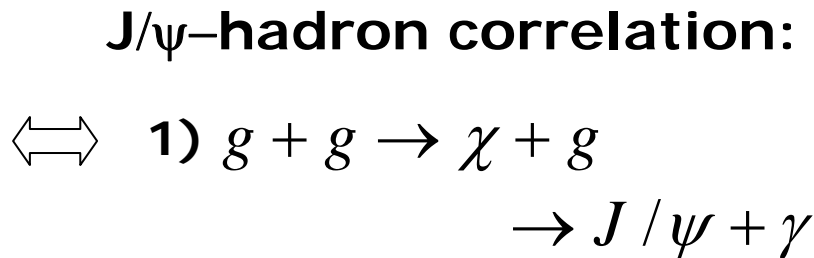 J/ψ–hadron correlation:
⇔ 1) g + g → χ + g
→ J / ψ + γ